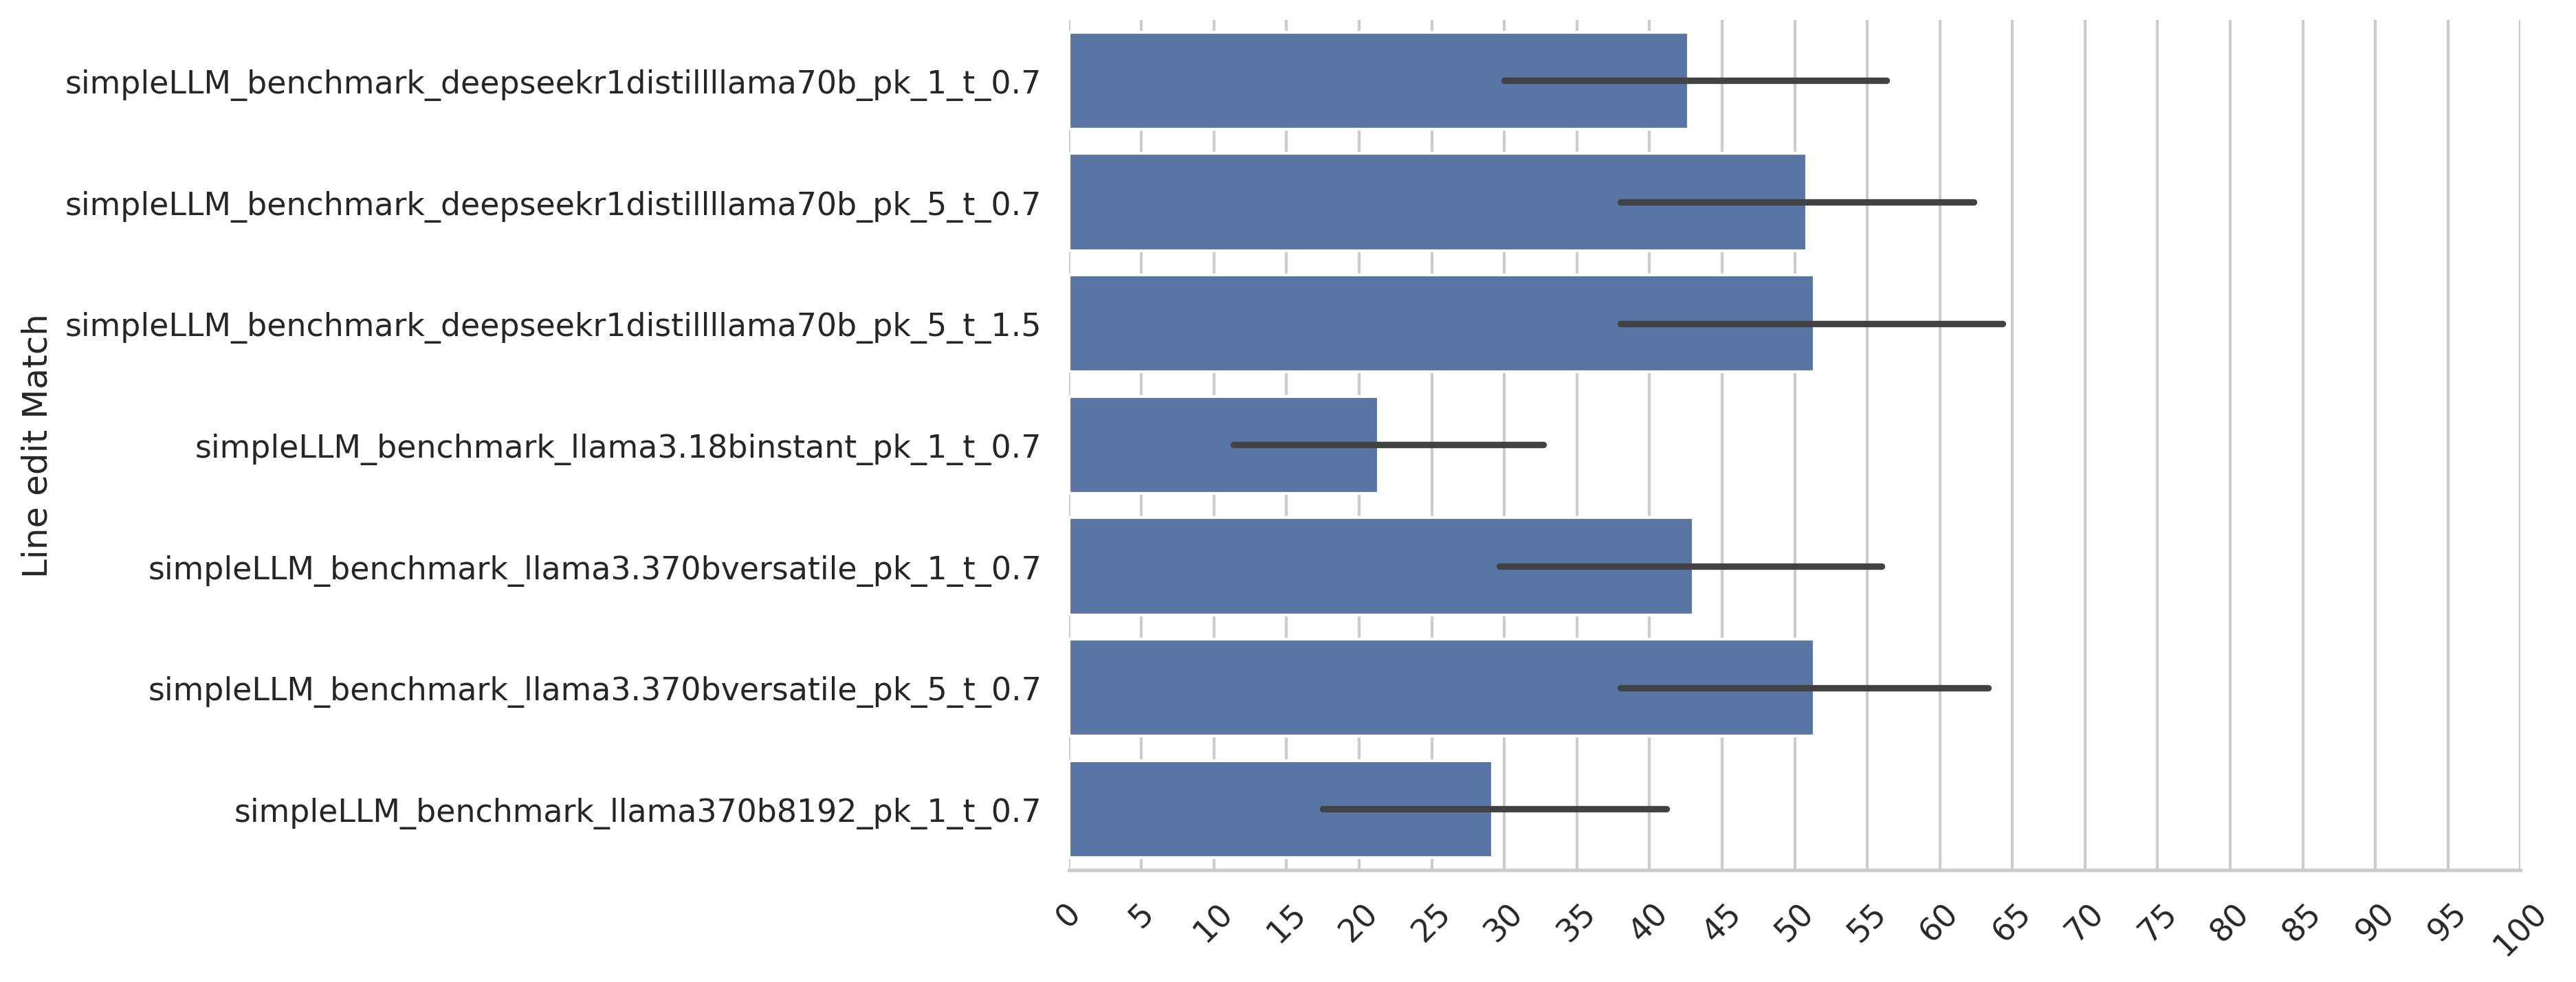 simpleLLM_benchmark_deepseekr1distillllama70b_pk_1_t_0.7
simpleLLM_benchmark_deepseekr1distillllama70b_pk_5_t_0.7
simpleLLM_benchmark_deepseekr1distillllama70b_pk_5_t_1.5
simpleLLM_benchmark_llama3.18binstant_pk_1_t_0.7
simpleLLM_benchmark_llama3.370bversatile_pk_1_t_0.7
simpleLLM_benchmark_llama3.370bversatile_pk_5_t_0.7
simpleLLM_benchmark_llama370b8192_pk_1_t_0.7
Line edit Match
0 5 10 15 20 25 30 35 40 45 50 55 60 65 70 75 80 85 90 95 100